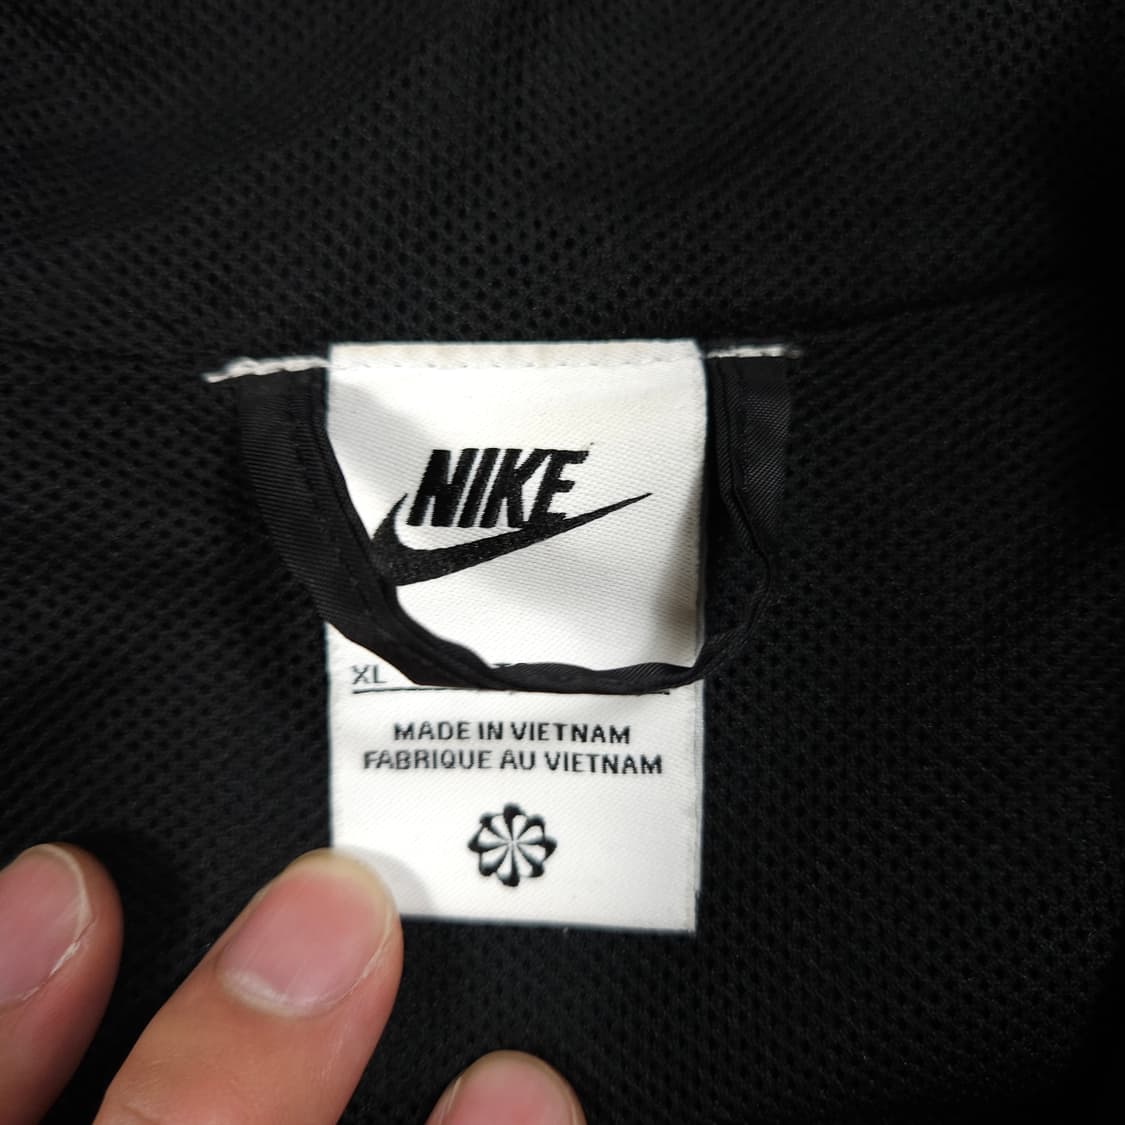 NIKE
XL
MADE IN VIETNAM
FABRIQUE AU VIETNAM